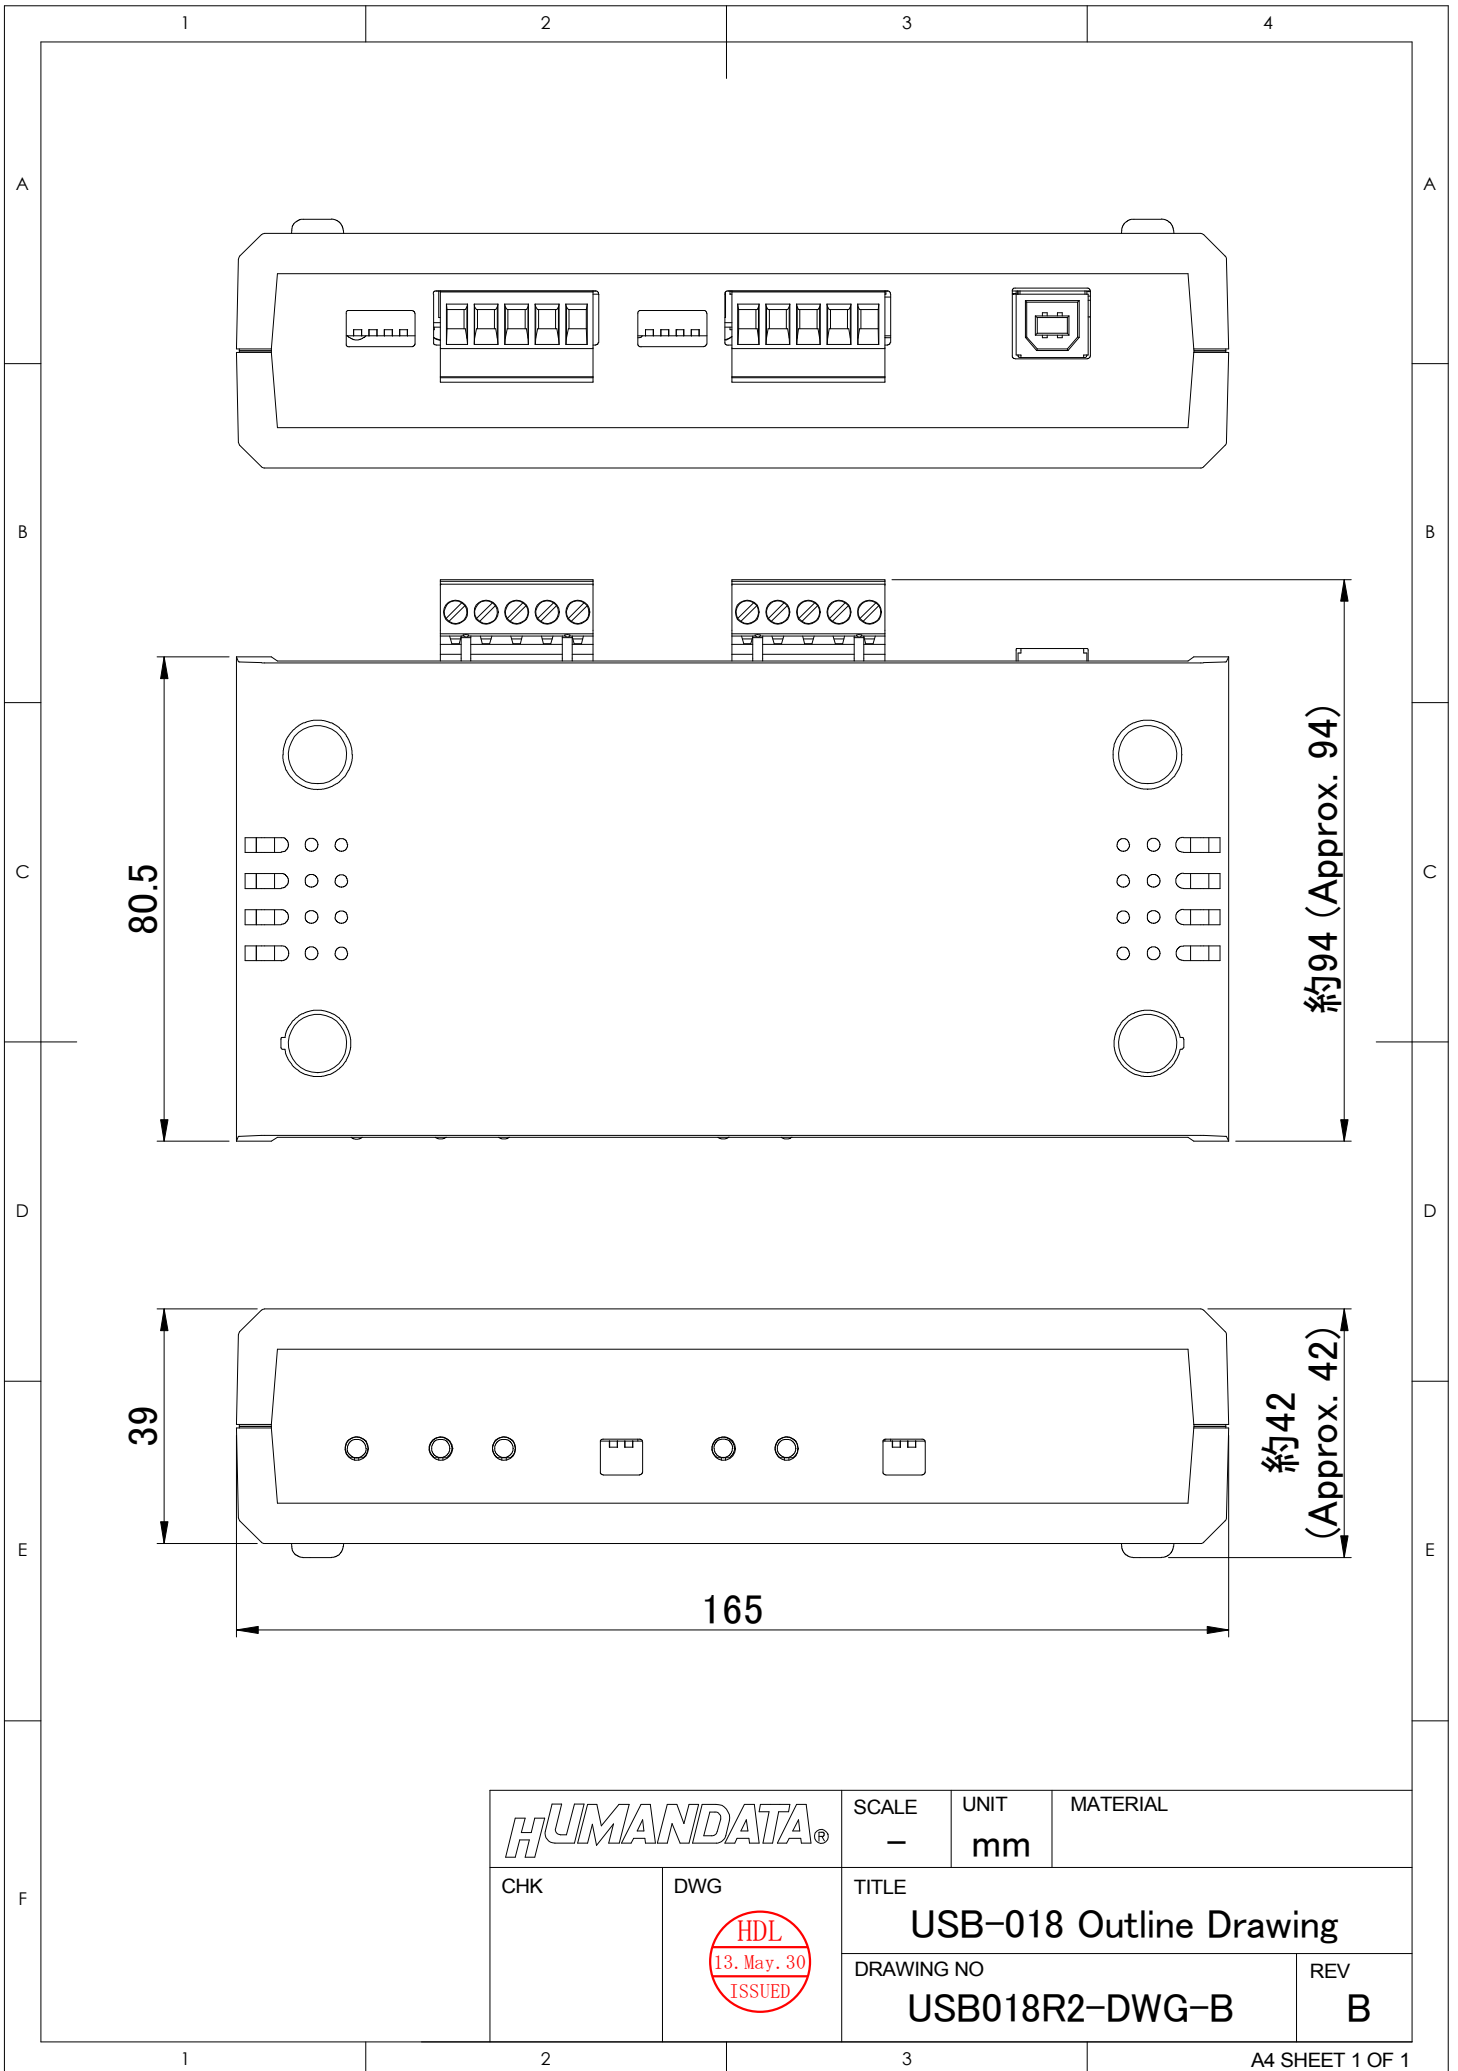 1
2
3
4
A
A
B
B
80.5
約94 (Approx. 94)
C
C
D
D
39
約42
(Approx. 42)
165
E
E
HUMANDATA®
SCALE
UNIT
MATERIAL
－
mm
CHK
DWG
TITLE
HDL
13. May. 30
ISSUED
USB-018 Outline Drawing
DRAWING NO
REV
USB018R2-DWG-B
B
F
1
2
3
A4 SHEET 1 OF 1